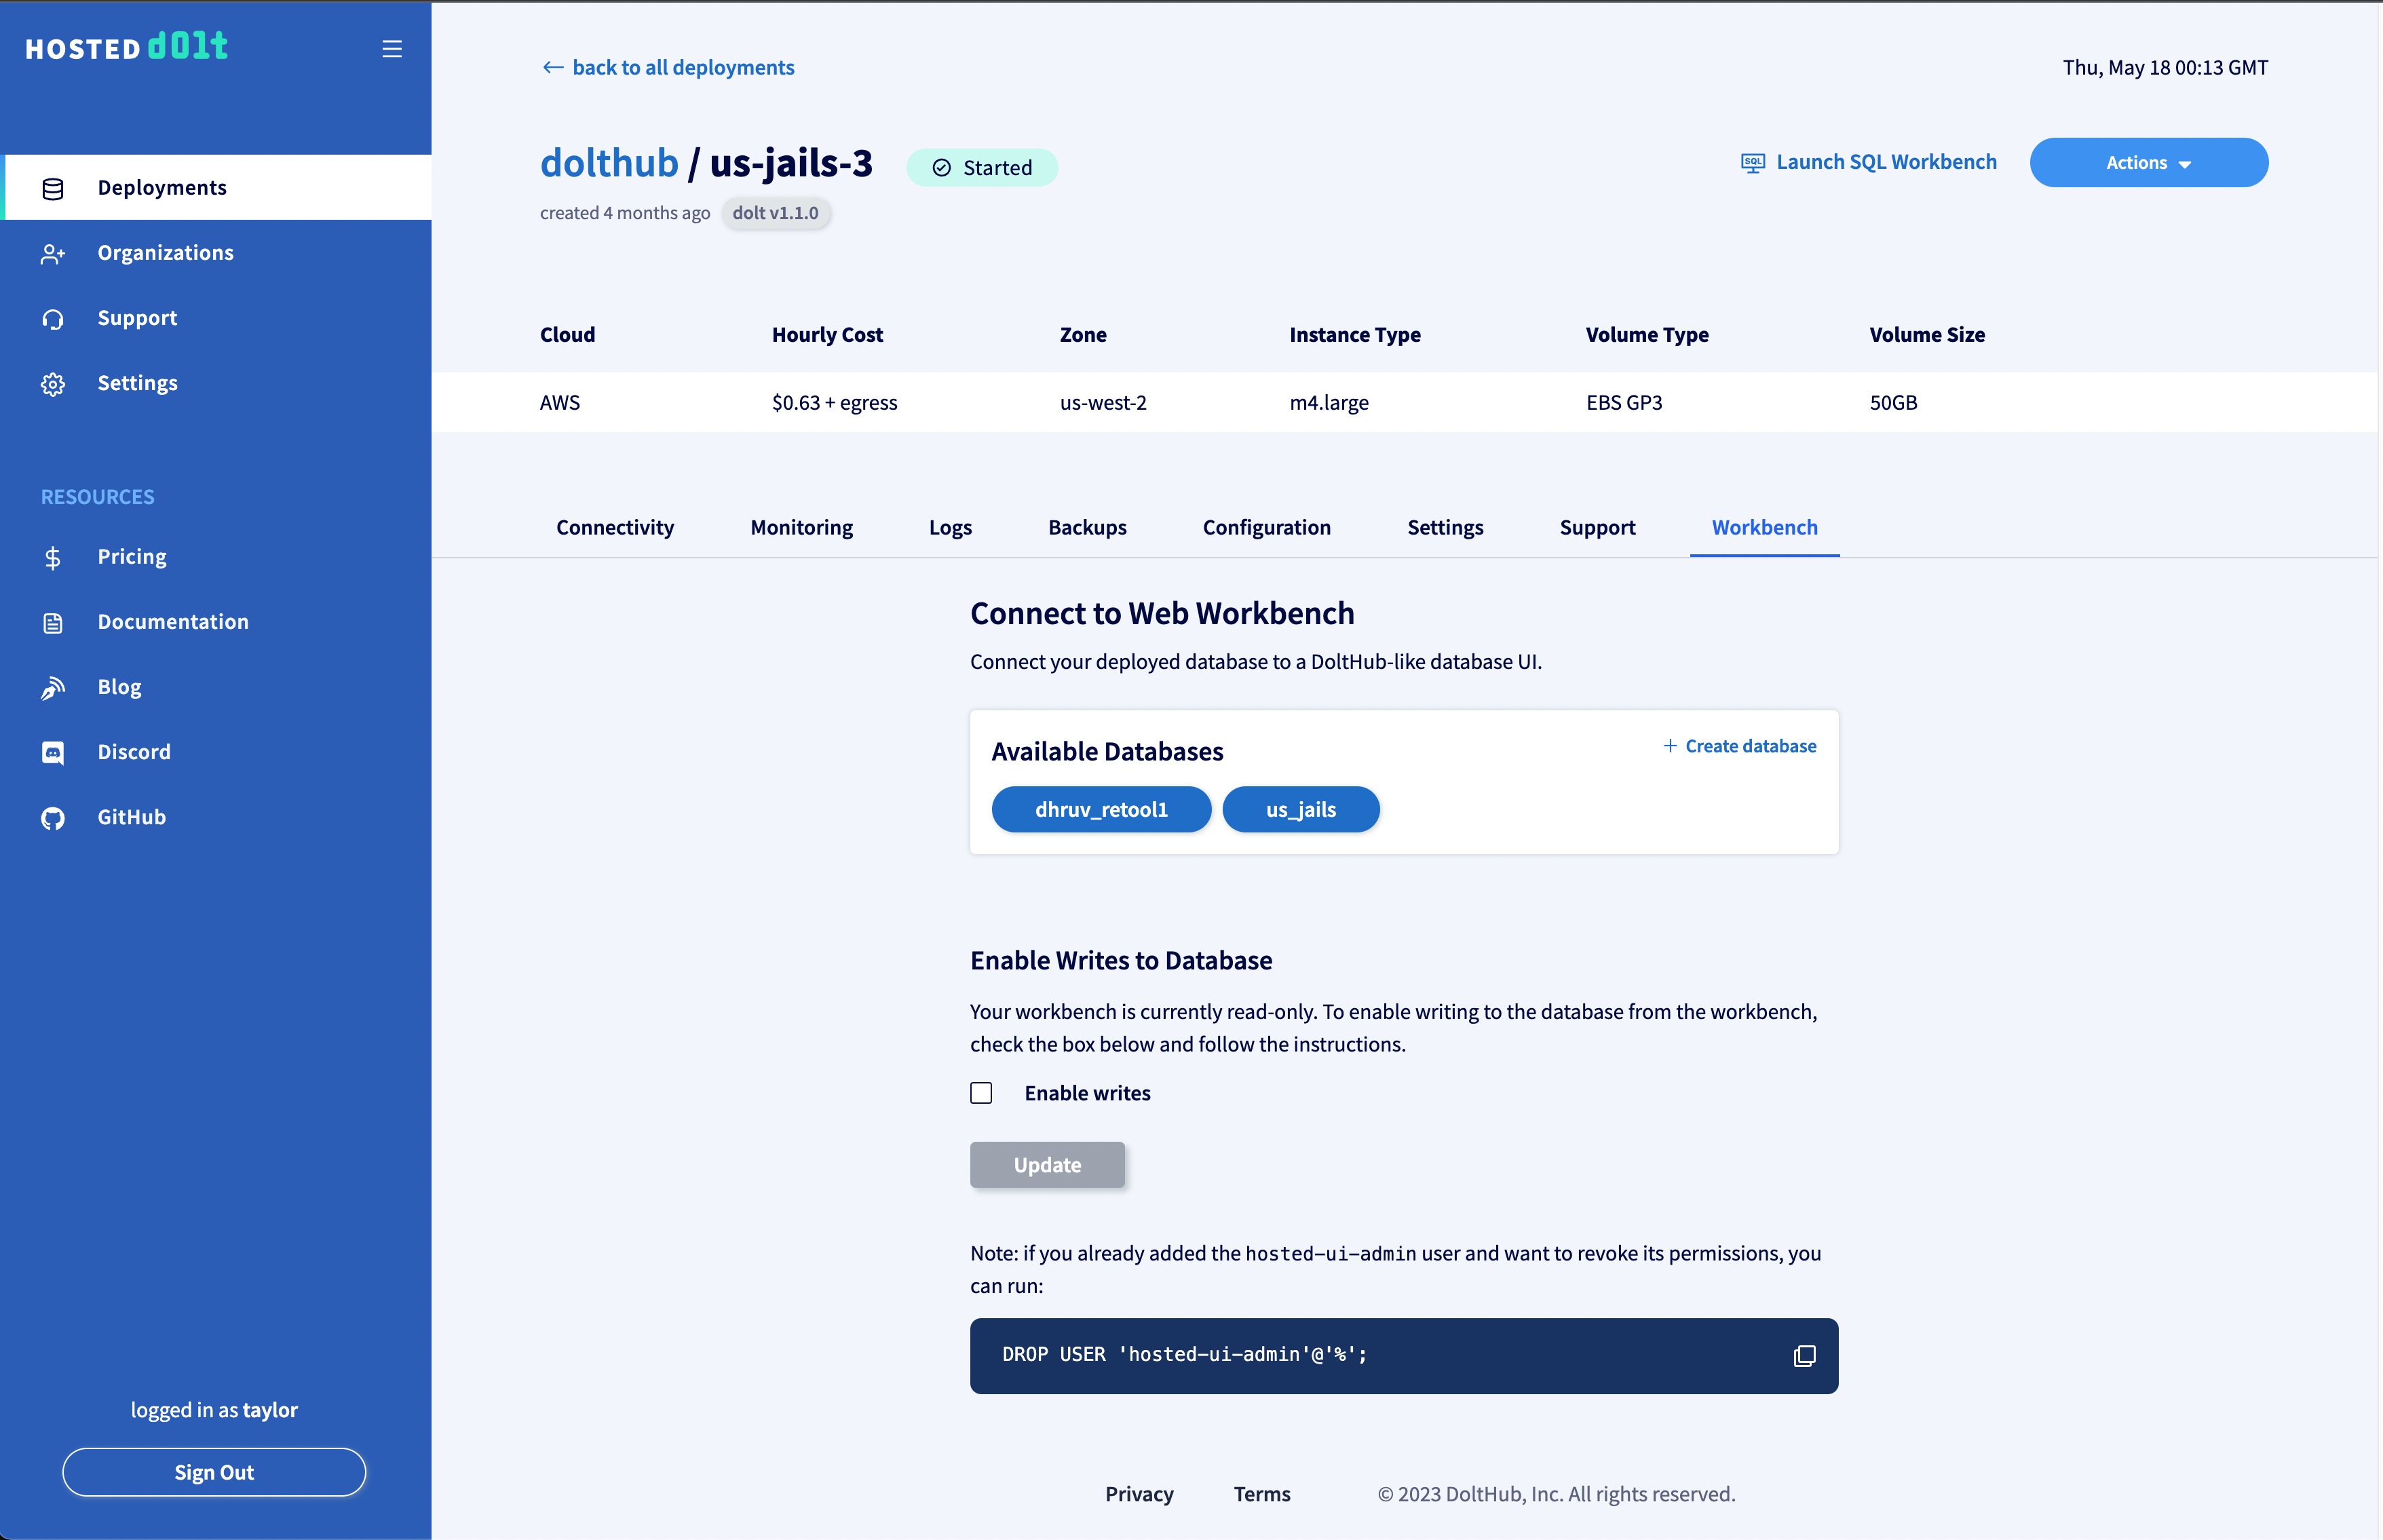 HOSTED dolt
Deployments
Organizations
Support
Settings
RESOURCES
Pricing
Documentation
Blog
Discord
GitHub
logged in as taylor
Sign Out
back to all deployments
Thu, May 18 00:13 GMT
dolthub / us-jails-3
Started
SQL
Launch SQL Workbench
Actions
created 4 months ago
dolt v1.1.0
Cloud Hourly Cost Zone Instance Type Volume Type Volume Size
AWS $0.63 + egress us-west-2 m4.large EBS GP3 50GB
Connectivity Monitoring Logs Backups Configuration Settings Support Workbench
Connect to Web Workbench
Connect your deployed database to a DoltHub-like database UI.
Available Databases
+ Create database
dhruv_retool1
us_jails
Enable Writes to Database
Your workbench is currently read-only. To enable writing to the database from the workbench,
check the box below and follow the instructions.
Enable writes
Update
Note: if you already added the hosted-ui-admin user and want to revoke its permissions, you
can run:
DROP USER 'hosted-ui-admin'@'%';
Privacy Terms © 2023 DoltHub, Inc. All rights reserved.